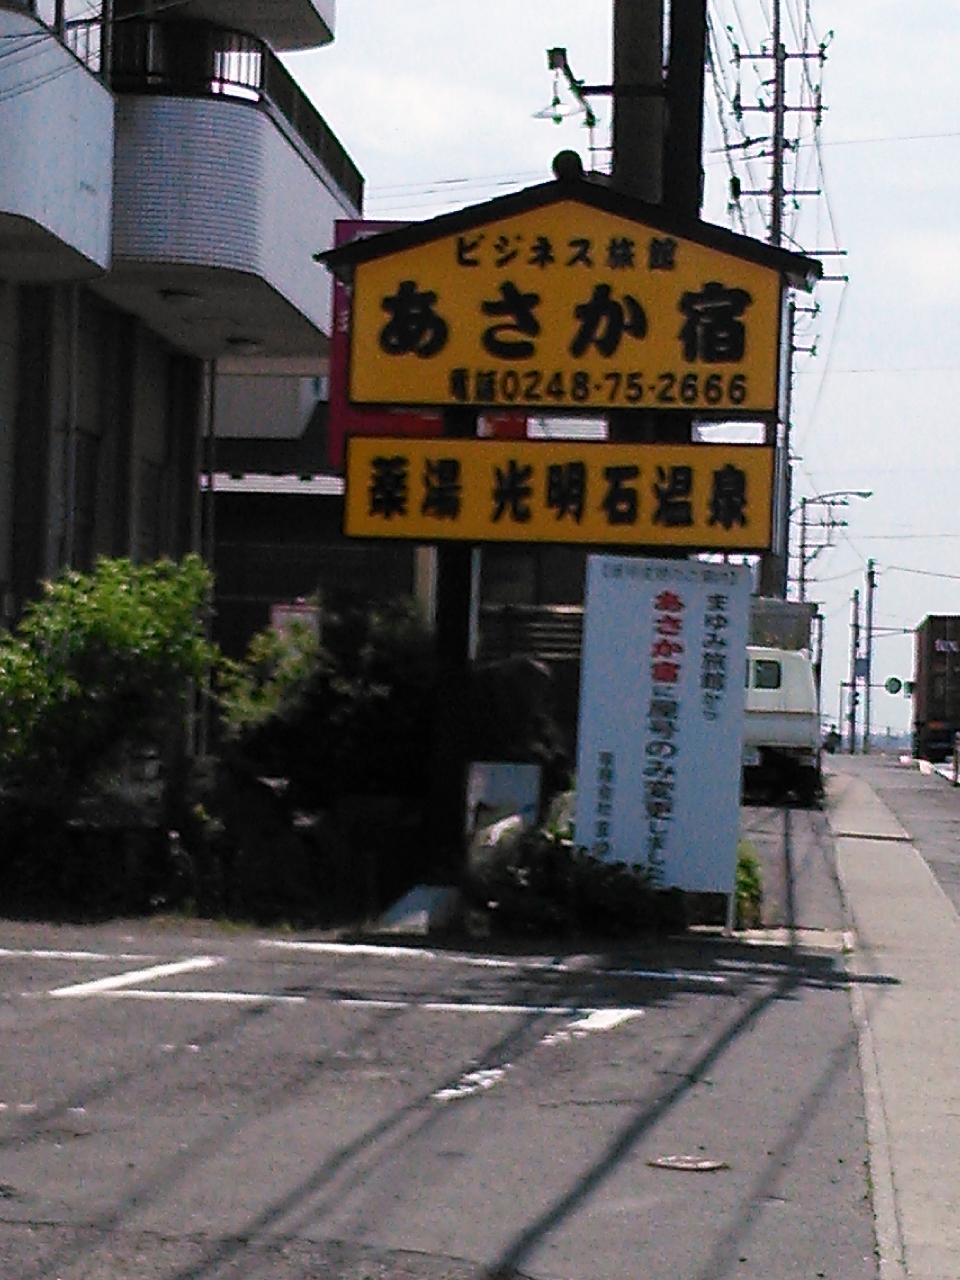 ビジネス旅館
あさか宿
電話0248-75-2666
薬湯 光明石温泉
まゆみ旅館から
あさか宿に屋号のみ変更しました